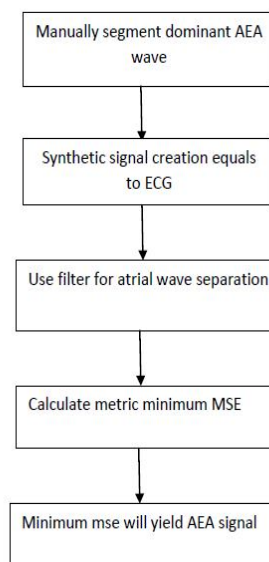 Manually segment dominant AEA
wave
Synthetic signal creation equals
to ECG
Use filter for atrial wave separation
Calculate metric minimum MSE
Minimum mse will yield AEA signal